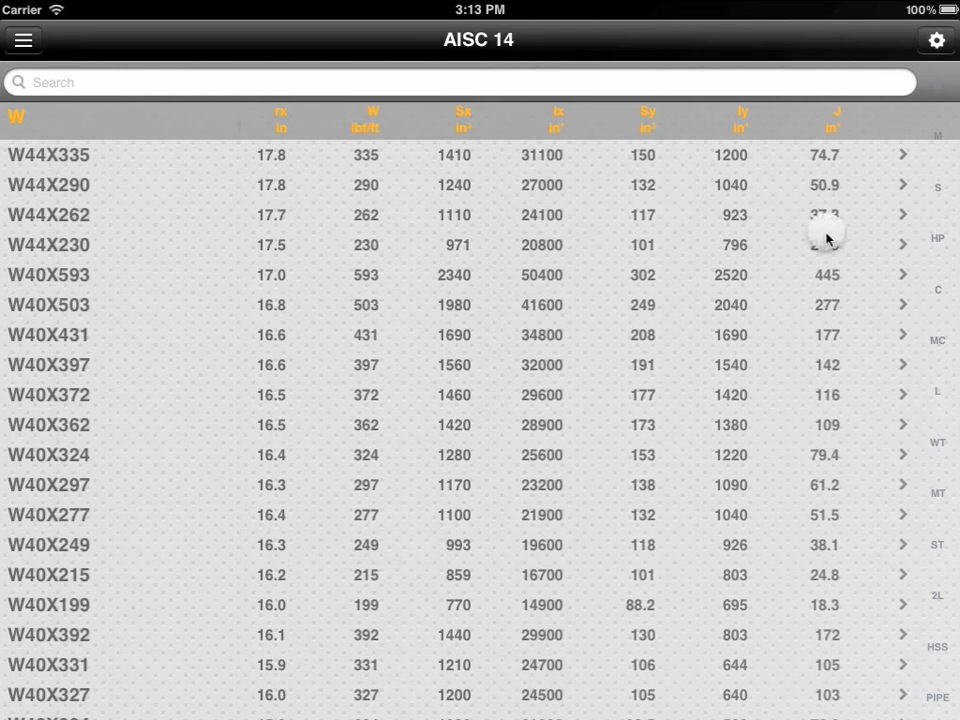 Carrier 3:13 PM 100%
AISC 14
Search
W rx W Sx Ix Sy Iy J
in lbf/ft in³ in⁴ in³ in⁴ in⁴
M
W44X335 17.8 335 1410 31100 150 1200 74.7
W44X290 17.8 290 1240 27000 132 1040 50.9
S
W44X262 17.7 262 1110 24100 117 923 37.3
W44X230 17.5 230 971 20800 101 796
HP
W40X593 17.0 593 2340 50400 302 2520 445
C
W40X503 16.8 503 1980 41600 249 2040 277
W40X431 16.6 431 1690 34800 208 1690 177
MC
W40X397 16.6 397 1560 32000 191 1540 142
W40X372 16.5 372 1460 29600 177 1420 116
L
W40X362 16.5 362 1420 28900 173 1380 109
WT
W40X324 16.4 324 1280 25600 153 1220 79.4
W40X297 16.3 297 1170 23200 138 1090 61.2
MT
W40X277 16.4 277 1100 21900 132 1040 51.5
W40X249 16.3 249 993 19600 118 926 38.1
ST
W40X215 16.2 215 859 16700 101 803 24.8
2L
W40X199 16.0 199 770 14900 88.2 695 18.3
W40X392 16.1 392 1440 29900 130 803 172
HSS
W40X331 15.9 331 1210 24700 106 644 105
W40X327 16.0 327 1200 24500 105 640 103
PIPE